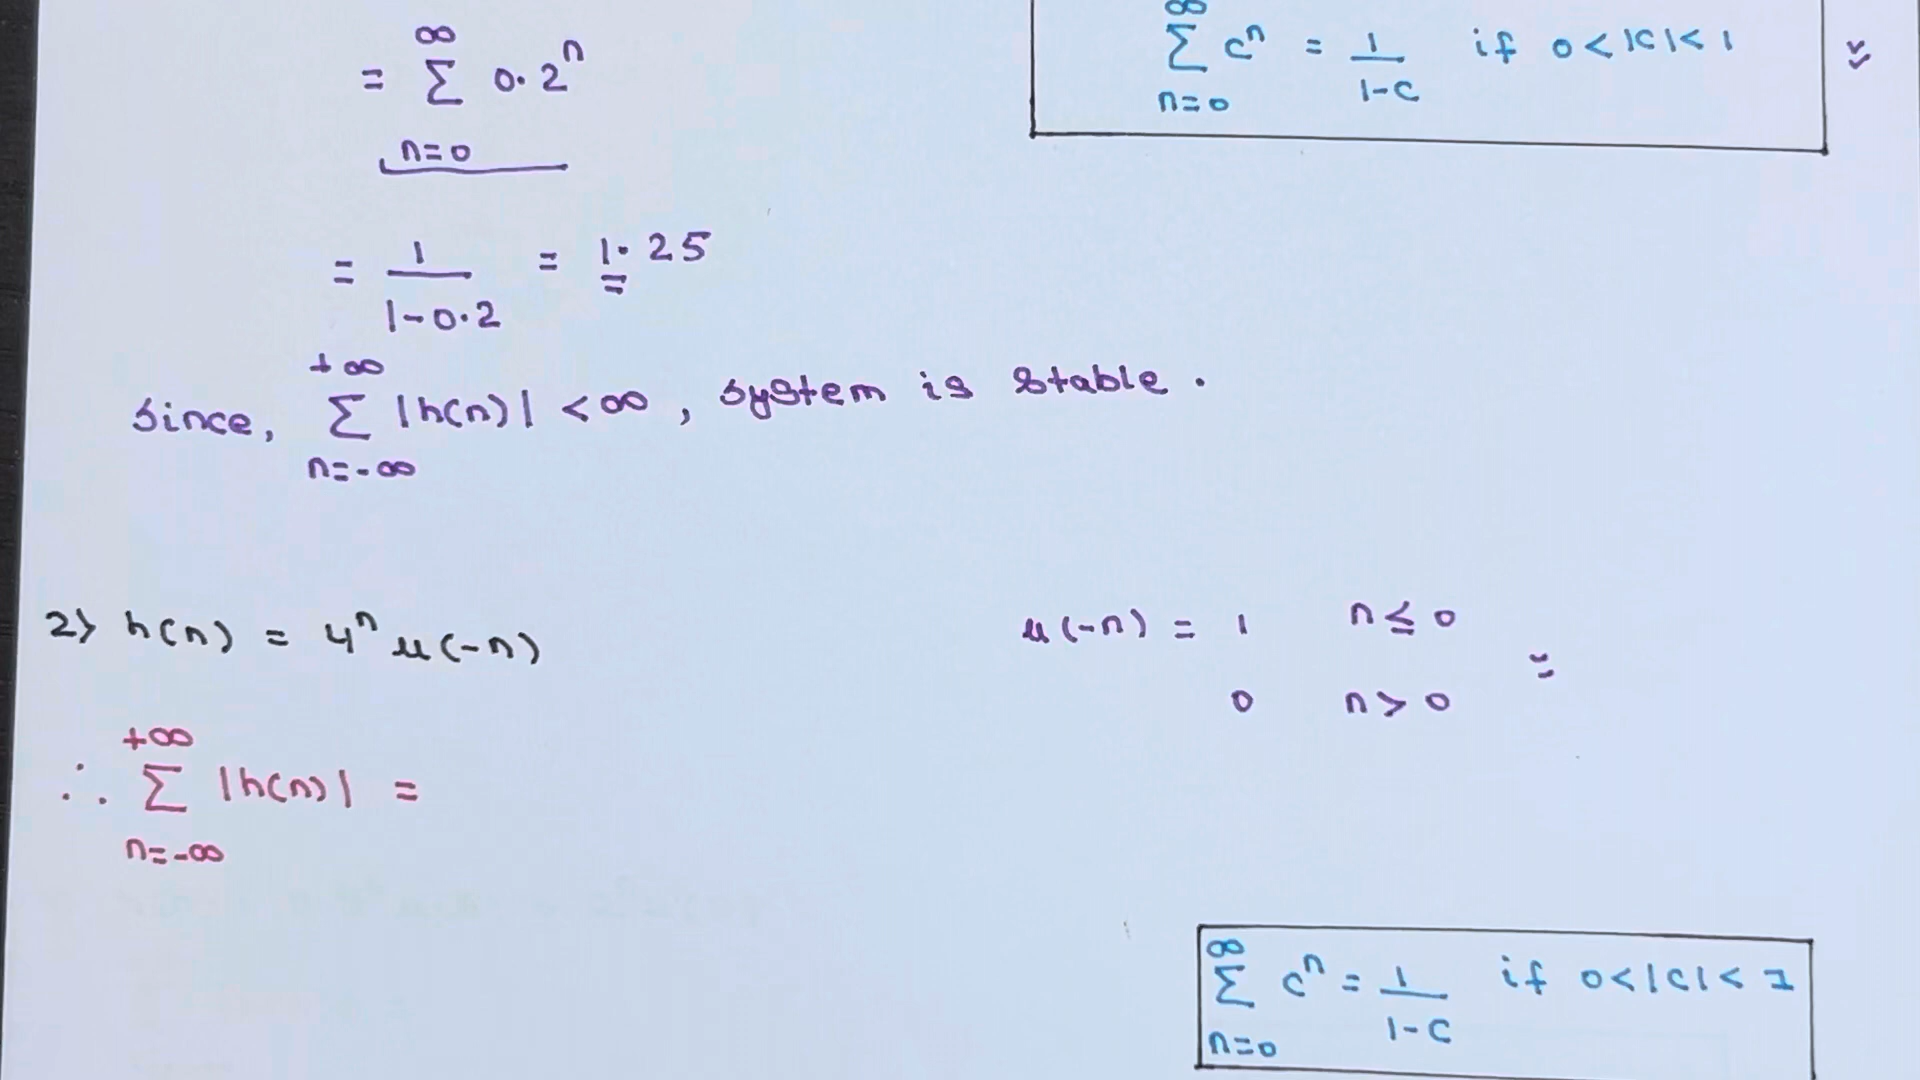 = ∞ Σ n=0 0.2ⁿ
∞ Σ n=0 cⁿ = 1/(1-c) if 0<|c|<1
= 1/(1-0.2) = 1.25
Since, +∞ Σ n=-∞ |h(n)| <∞, system is stable.
2) h(n) = 4ⁿ u(-n)
u(-n) = 1 n≤0
0 n>0
∴ +∞ Σ n=-∞ |h(n)| =
∞ Σ n=0 cⁿ = 1/(1-c) if 0<|c|<1